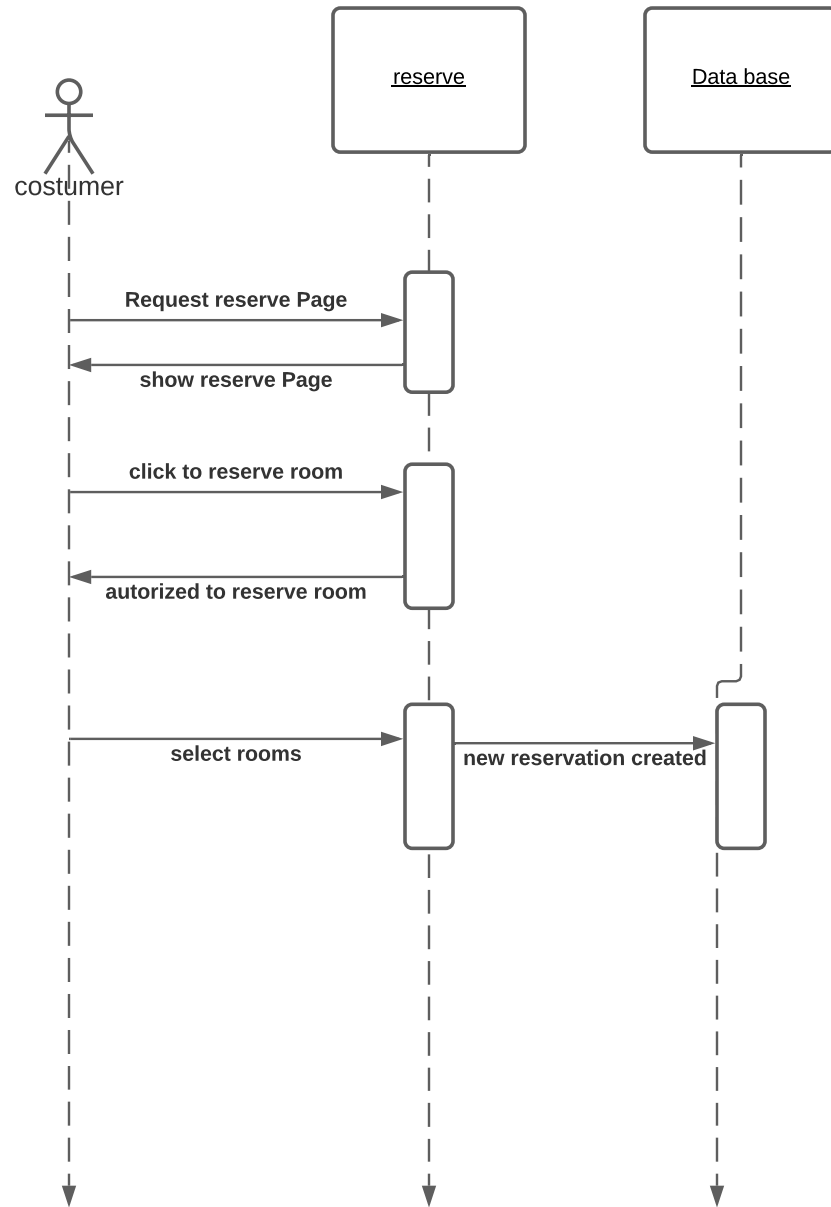 reserve
Data base
costumer
Request reserve Page
show reserve Page
click to reserve room
autorized to reserve room
select rooms
new reservation created